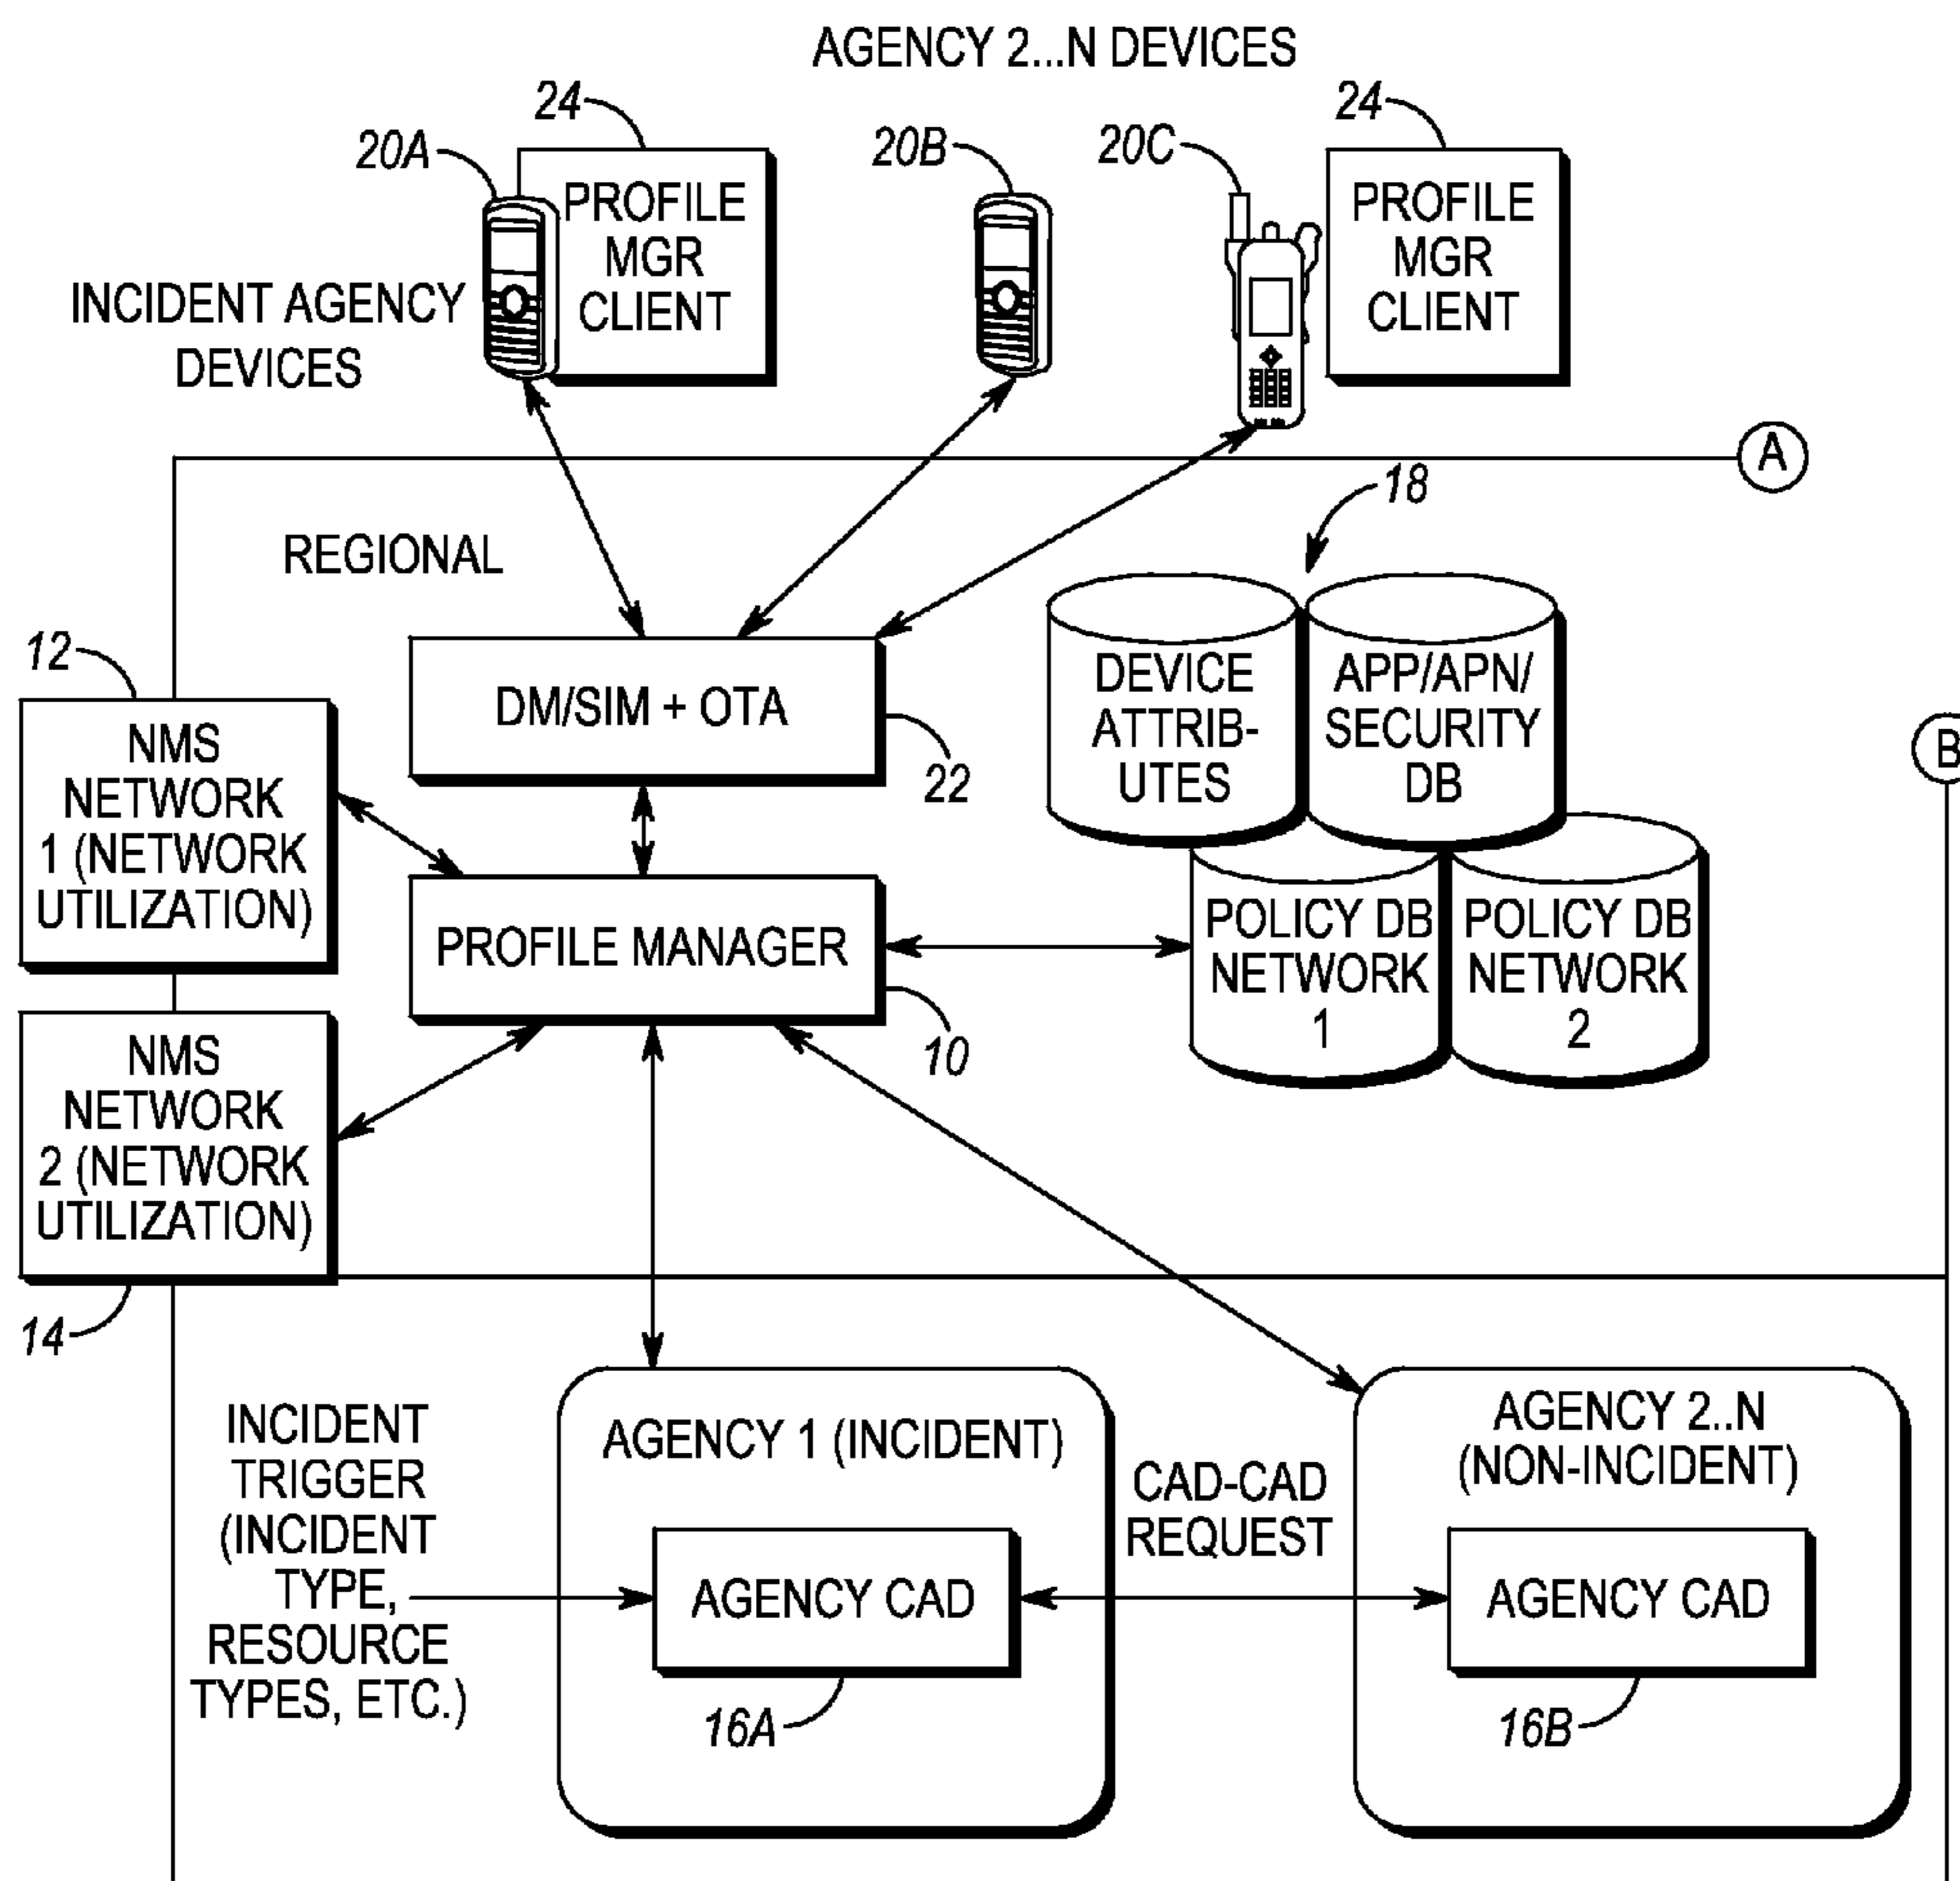 AGENCY 2...N DEVICES
24
24
20A
20B
20C
PROFILE
MGR
CLIENT
PROFILE
MGR
CLIENT
INCIDENT AGENCY
DEVICES
A
18
REGIONAL
12
DM/SIM + OTA
22
DEVICE
ATTRIB-
UTES
APP/APN/
SECURITY
DB
B
NMS
NETWORK
1 (NETWORK
UTILIZATION)
PROFILE MANAGER
10
POLICY DB
NETWORK
1
POLICY DB
NETWORK
2
NMS
NETWORK
2 (NETWORK
UTILIZATION)
14
INCIDENT
TRIGGER
(INCIDENT
TYPE,
RESOURCE
TYPES, ETC.)
AGENCY 1 (INCIDENT)
AGENCY CAD
16A
CAD-CAD
REQUEST
AGENCY 2..N
(NON-INCIDENT)
AGENCY CAD
16B